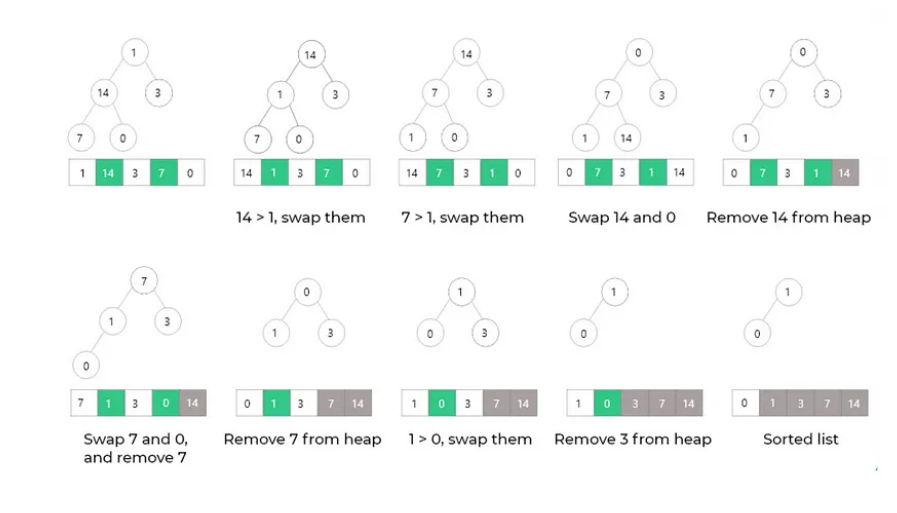 1
14 3
7 0
1 14 3 7 0
14
1 3
7 0
14 1 3 7 0
14 > 1, swap them
14
7 3
1 0
14 7 3 1 0
7 > 1, swap them
0
7 3
1 14
0 7 3 1 14
Swap 14 and 0
0
7 3
1
0 7 3 1 14
Remove 14 from heap
7
1 3
0
7 1 3 0 14
Swap 7 and 0,
and remove 7
0
1 3
0 1 3 7 14
Remove 7 from heap
1
0 3
1 0 3 7 14
1 > 0, swap them
1
0
1 0 3 7 14
Remove 3 from heap
1
0
0 1 3 7 14
Sorted list